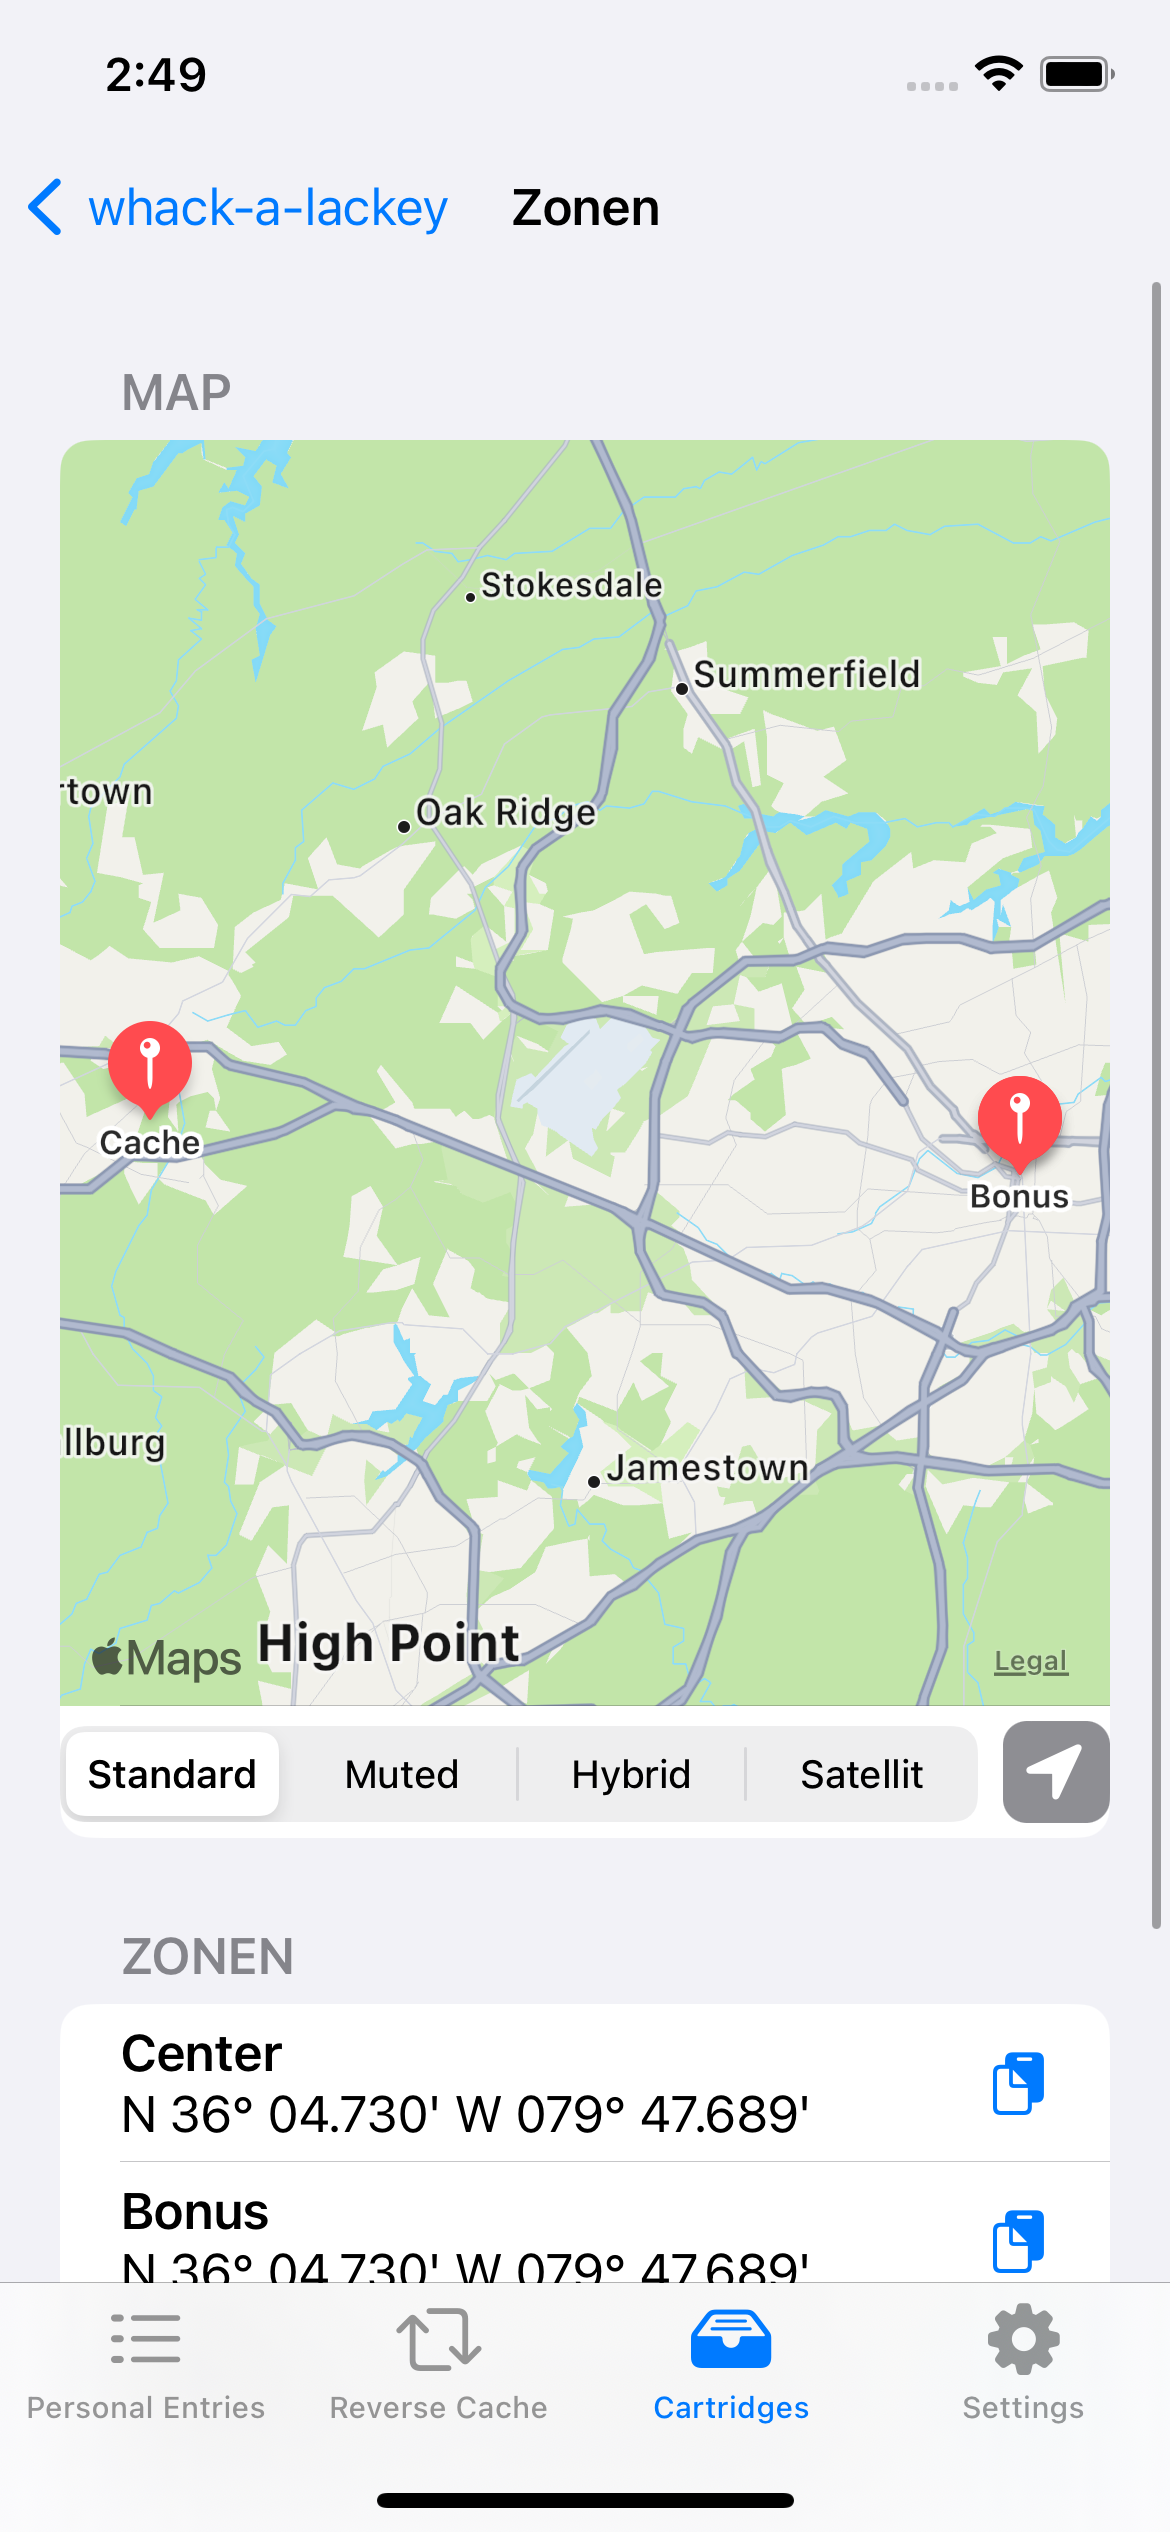 2:49
whack-a-lackey Zonen
MAP
Stokesdale
Summerfield
rtown
Oak Ridge
Cache
Bonus
llburg
Jamestown
High Point
Maps
Legal
Standard Muted Hybrid Satellit
ZONEN
Center
N 36° 04.730' W 079° 47.689'
Bonus
N 36° 04.730' W 079° 47.689'
Personal Entries Reverse Cache Cartridges Settings